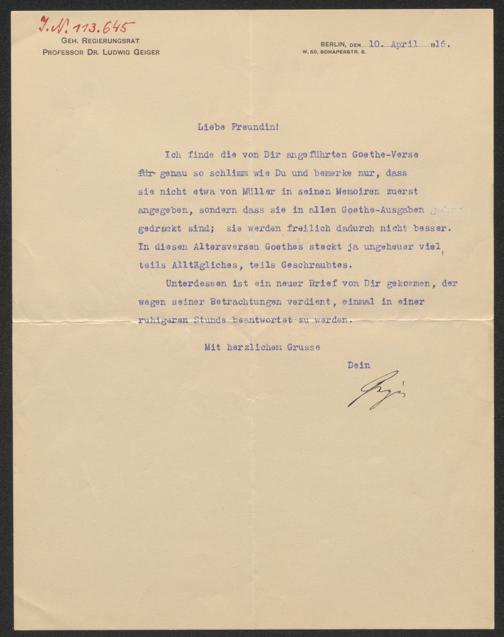 I.N. 113.645
GEH. REGIERUNGSRAT
PROFESSOR DR. LUDWIG GEIGER
BERLIN, DEN 10. April 1916.
W. 50, SCHAPERSTR. 8.
Liebe Freundin!
Ich finde die von Dir angeführten Goethe-Verse
für genau so schlimm wie Du und bemerke nur, dass
sie nicht etwa von Müller in seinen Memoiren zuerst
angegeben, sondern dass sie in allen Goethe-Ausgaben
gedruckt sind; sie werden freilich dadurch nicht besser.
In diesen Altersversen Goethes steckt ja ungeheuer viel,
teils Alltägliches, teils Geschraubtes.
Unterdessen ist ein neuer Brief von Dir gekommen, der
wegen seiner Betrachtungen verdient, einmal in einer
ruhigeren Stunde beantwortet zu werden.
Mit herzlichem Grusse
Dein